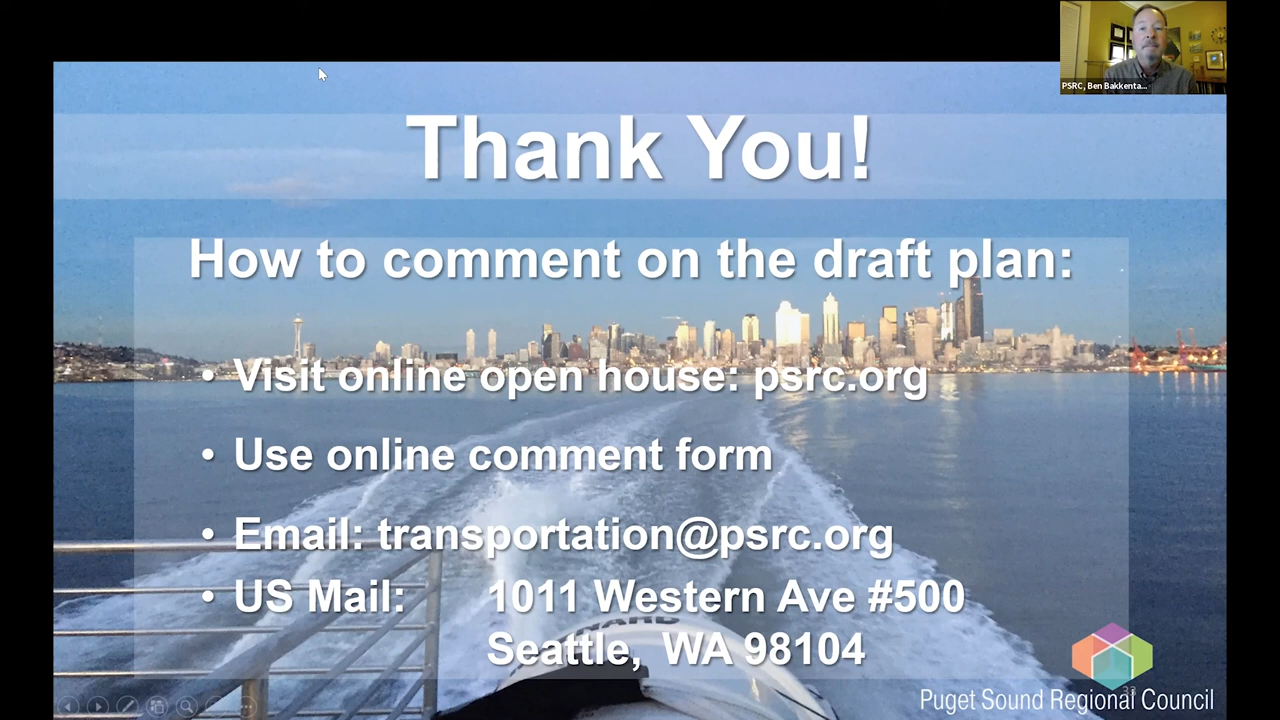 PSRC, Ben Bakkenta...
Thank You!
How to comment on the draft plan:
• Visit online open house: psrc.org
• Use online comment form
• Email: transportation@psrc.org
• US Mail: 1011 Western Ave #500
Seattle, WA 98104
Puget Sound Regional Council